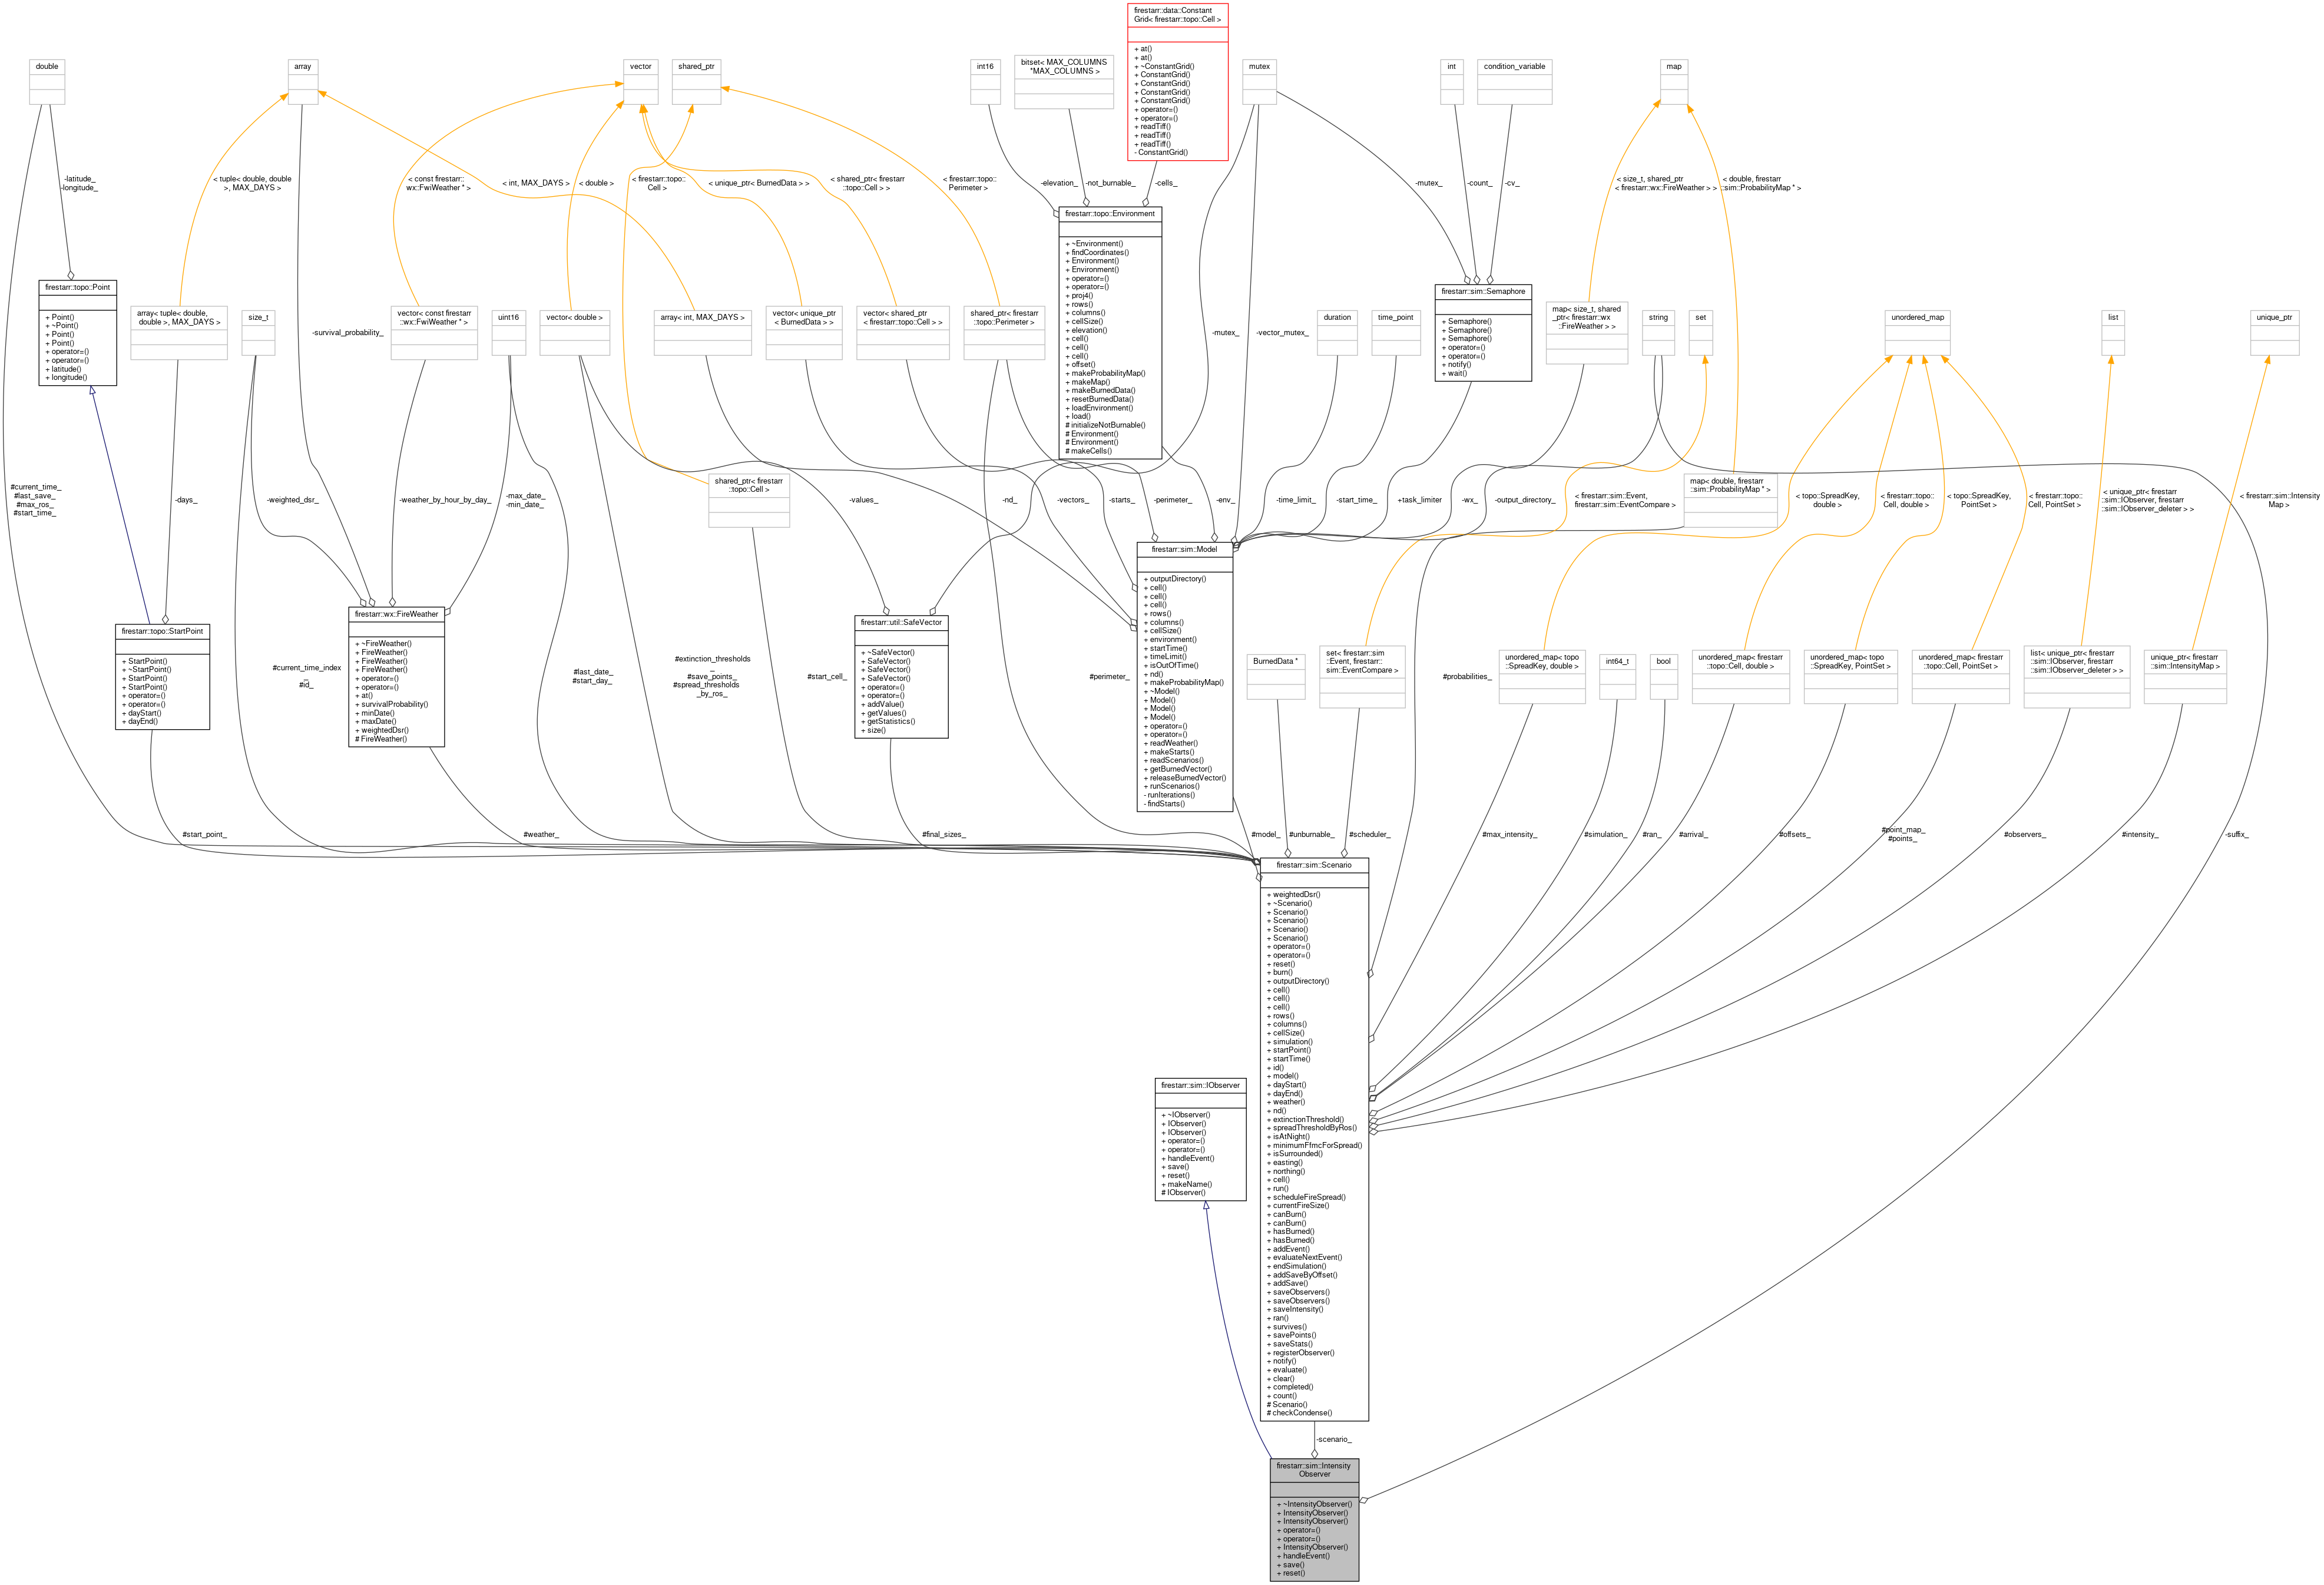 firestarr::data::Constant
Grid< firestarr::topo::Cell >
+ at()
+ at()
+ ~ConstantGrid()
+ ConstantGrid()
+ ConstantGrid()
+ ConstantGrid()
+ ConstantGrid()
+ operator=()
+ operator=()
+ readTiff()
+ readTiff()
+ readTiff()
- ConstantGrid()
double
array
vector
shared_ptr
int16
bitset< MAX_COLUMNS
*MAX_COLUMNS >
mutex
int
condition_variable
map
-latitude_
-longitude_
< tuple< double, double
>, MAX_DAYS >
< const firestarr::
wx::FwiWeather * >
< int, MAX_DAYS >
< double >
< firestarr::topo::
Cell >
< unique_ptr< BurnedData > >
< shared_ptr< firestarr
::topo::Cell > >
< firestarr::topo::
Perimeter >
-elevation_
-not_burnable_
-cells_
-mutex_
-count_
-cv_
< size_t, shared_ptr
< firestarr::wx::FireWeather > >
< double, firestarr
::sim::ProbabilityMap * >
firestarr::topo::Environment
+ ~Environment()
+ findCoordinates()
+ Environment()
+ Environment()
+ operator=()
+ operator=()
+ proj4()
+ rows()
+ columns()
+ cellSize()
+ elevation()
+ cell()
+ cell()
+ cell()
+ offset()
+ makeProbabilityMap()
+ makeMap()
+ makeBurnedData()
+ resetBurnedData()
+ loadEnvironment()
+ load()
# initializeNotBurnable()
# Environment()
# Environment()
# makeCells()
firestarr::topo::Point
+ Point()
+ ~Point()
+ Point()
+ Point()
+ operator=()
+ operator=()
+ latitude()
+ longitude()
array< tuple< double,
double >, MAX_DAYS >
size_t
-survival_probability_
vector< const firestarr
::wx::FwiWeather * >
uint16
vector< double >
array< int, MAX_DAYS >
vector< unique_ptr
< BurnedData > >
vector< shared_ptr
< firestarr::topo::Cell > >
shared_ptr< firestarr
::topo::Perimeter >
-mutex_
-vector_mutex_
duration
time_point
firestarr::sim::Semaphore
+ Semaphore()
+ Semaphore()
+ Semaphore()
+ operator=()
+ operator=()
+ notify()
+ wait()
map< size_t, shared
_ptr< firestarr::wx
::FireWeather > >
string
set
unordered_map
list
unique_ptr
#current_time_
#last_save_
#max_ros_
#start_time_
-days_
-weighted_dsr_
-weather_by_hour_by_day_
-max_date_
-min_date_
shared_ptr< firestarr
::topo::Cell >
-values_
-nd_
-vectors_
-starts_
-perimeter_
-env_
-time_limit_
-start_time_
+task_limiter
-wx_
-output_directory_
< firestarr::sim::Event,
firestarr::sim::EventCompare >
map< double, firestarr
::sim::ProbabilityMap * >
< topo::SpreadKey,
double >
< firestarr::topo::
Cell, double >
< topo::SpreadKey,
PointSet >
< firestarr::topo::
Cell, PointSet >
< unique_ptr< firestarr
::sim::IObserver, firestarr
::sim::IObserver_deleter > >
< firestarr::sim::Intensity
Map >
firestarr::sim::Model
+ outputDirectory()
+ cell()
+ cell()
+ cell()
+ rows()
+ columns()
+ cellSize()
+ environment()
+ startTime()
+ timeLimit()
+ isOutOfTime()
+ nd()
+ makeProbabilityMap()
+ ~Model()
+ Model()
+ Model()
+ Model()
+ operator=()
+ operator=()
+ readWeather()
+ makeStarts()
+ readScenarios()
+ getBurnedVector()
+ releaseBurnedVector()
+ runScenarios()
- runIterations()
- findStarts()
firestarr::topo::StartPoint
+ StartPoint()
+ ~StartPoint()
+ StartPoint()
+ StartPoint()
+ operator=()
+ operator=()
+ dayStart()
+ dayEnd()
#current_time_index
_
#id_
firestarr::wx::FireWeather
+ ~FireWeather()
+ FireWeather()
+ FireWeather()
+ FireWeather()
+ operator=()
+ operator=()
+ at()
+ survivalProbability()
+ minDate()
+ maxDate()
+ weightedDsr()
# FireWeather()
#last_date_
#start_day_
#extinction_thresholds
_
#save_points_
#spread_thresholds
_by_ros_
#start_cell_
firestarr::util::SafeVector
+ ~SafeVector()
+ SafeVector()
+ SafeVector()
+ SafeVector()
+ operator=()
+ operator=()
+ addValue()
+ getValues()
+ getStatistics()
+ size()
#perimeter_
BurnedData *
set< firestarr::sim
::Event, firestarr::
sim::EventCompare >
#probabilities_
unordered_map< topo
::SpreadKey, double >
int64_t
bool
unordered_map< firestarr
::topo::Cell, double >
unordered_map< topo
::SpreadKey, PointSet >
unordered_map< firestarr
::topo::Cell, PointSet >
list< unique_ptr< firestarr
::sim::IObserver, firestarr
::sim::IObserver_deleter > >
unique_ptr< firestarr
::sim::IntensityMap >
#start_point_
#weather_
#final_sizes_
#model_
#unburnable_
#scheduler_
#max_intensity_
#simulation_
#ran_
#arrival_
#offsets_
#point_map_
#points_
#observers_
#intensity_
-suffix_
firestarr::sim::Scenario
+ weightedDsr()
+ ~Scenario()
+ Scenario()
+ Scenario()
+ Scenario()
+ Scenario()
+ operator=()
+ operator=()
+ reset()
+ burn()
+ outputDirectory()
+ cell()
+ cell()
+ cell()
+ rows()
+ columns()
+ cellSize()
+ simulation()
+ startPoint()
+ startTime()
+ id()
+ model()
+ dayStart()
+ dayEnd()
+ weather()
+ nd()
+ extinctionThreshold()
+ spreadThresholdByRos()
+ isAtNight()
+ minimumFfmcForSpread()
+ isSurrounded()
+ easting()
+ northing()
+ cell()
+ run()
+ scheduleFireSpread()
+ currentFireSize()
+ canBurn()
+ canBurn()
+ hasBurned()
+ hasBurned()
+ addEvent()
+ evaluateNextEvent()
+ endSimulation()
+ addSaveByOffset()
+ addSave()
+ saveObservers()
+ saveObservers()
+ saveIntensity()
+ ran()
+ survives()
+ savePoints()
+ saveStats()
+ registerObserver()
+ notify()
+ evaluate()
+ clear()
+ completed()
+ count()
# Scenario()
# checkCondense()
firestarr::sim::IObserver
+ ~IObserver()
+ IObserver()
+ IObserver()
+ operator=()
+ operator=()
+ handleEvent()
+ save()
+ reset()
+ makeName()
# IObserver()
-scenario_
firestarr::sim::Intensity
Observer
+ ~IntensityObserver()
+ IntensityObserver()
+ IntensityObserver()
+ operator=()
+ operator=()
+ IntensityObserver()
+ handleEvent()
+ save()
+ reset()